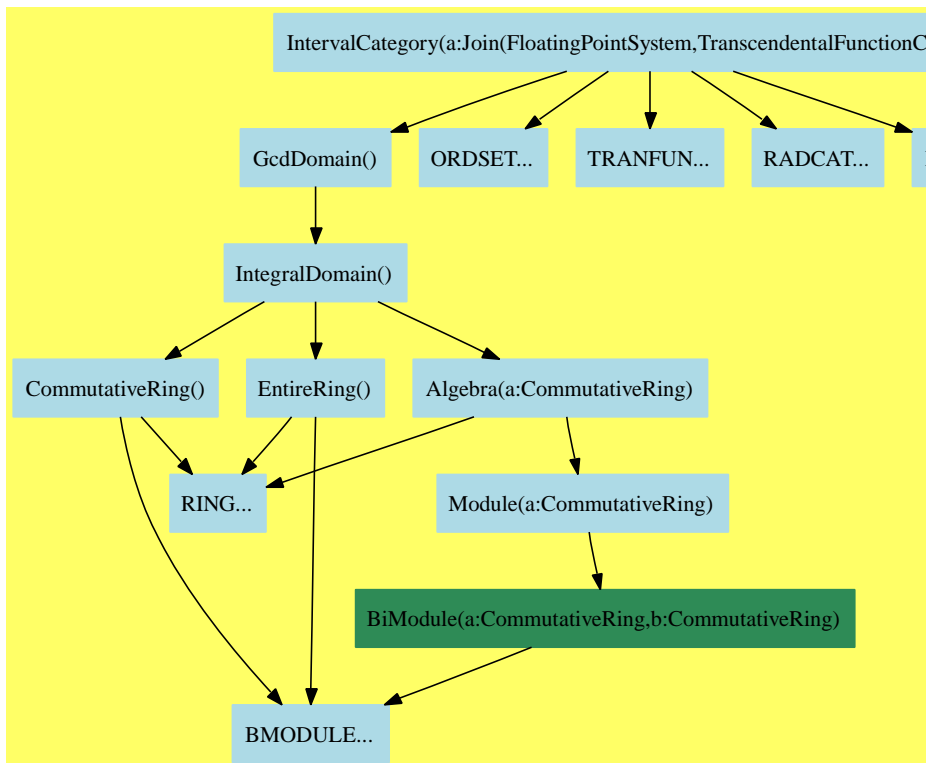 IntervalCategory(a:Join(FloatingPointSystem,TranscendentalFunctionC
GcdDomain()
ORDSET...
TRANFUN...
RADCAT...
IntegralDomain()
CommutativeRing()
EntireRing()
Algebra(a:CommutativeRing)
RING...
Module(a:CommutativeRing)
BiModule(a:CommutativeRing,b:CommutativeRing)
BMODULE...